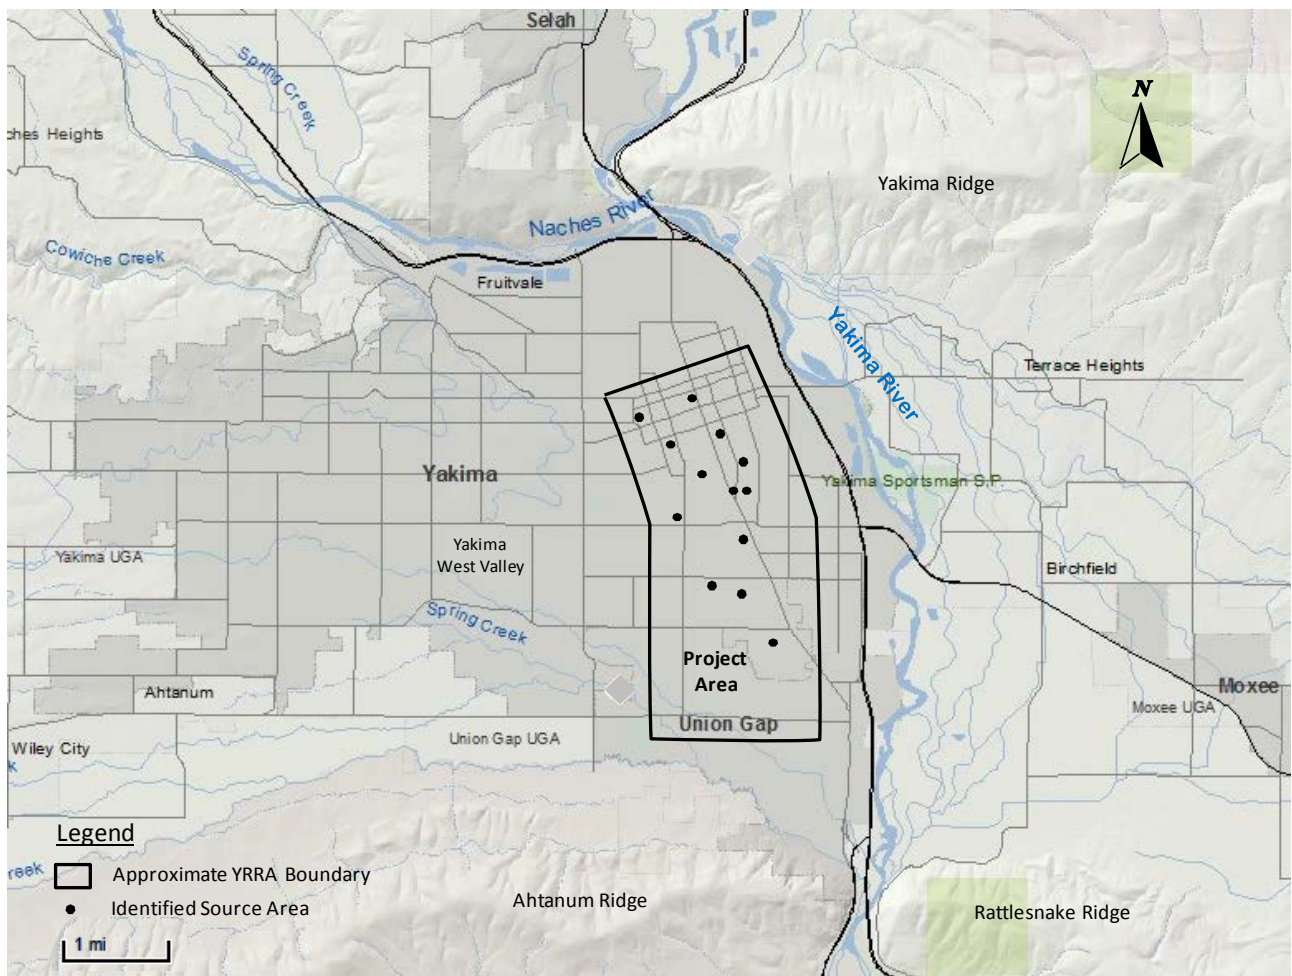 Selah
Spring Creek
ches Heights
N
Yakima Ridge
Naches River
Cowiche Creek
Fruitvale
Yakima River
Terrace Heights
Yakima
Yakima Sportsman S.P.
Yakima UGA
Yakima
West Valley
Birchfield
Spring Creek
Project
Area
Ahtanum
Moxee
Moxee UGA
Union Gap
Union Gap UGA
Wiley City
k
Legend
reek
Approximate YRRA Boundary
Identified Source Area
Ahtanum Ridge
Rattlesnake Ridge
1 mi